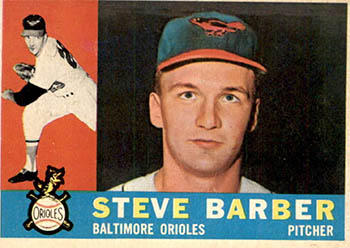 ORIOLES
STEVE BARBER
BALTIMORE ORIOLES PITCHER